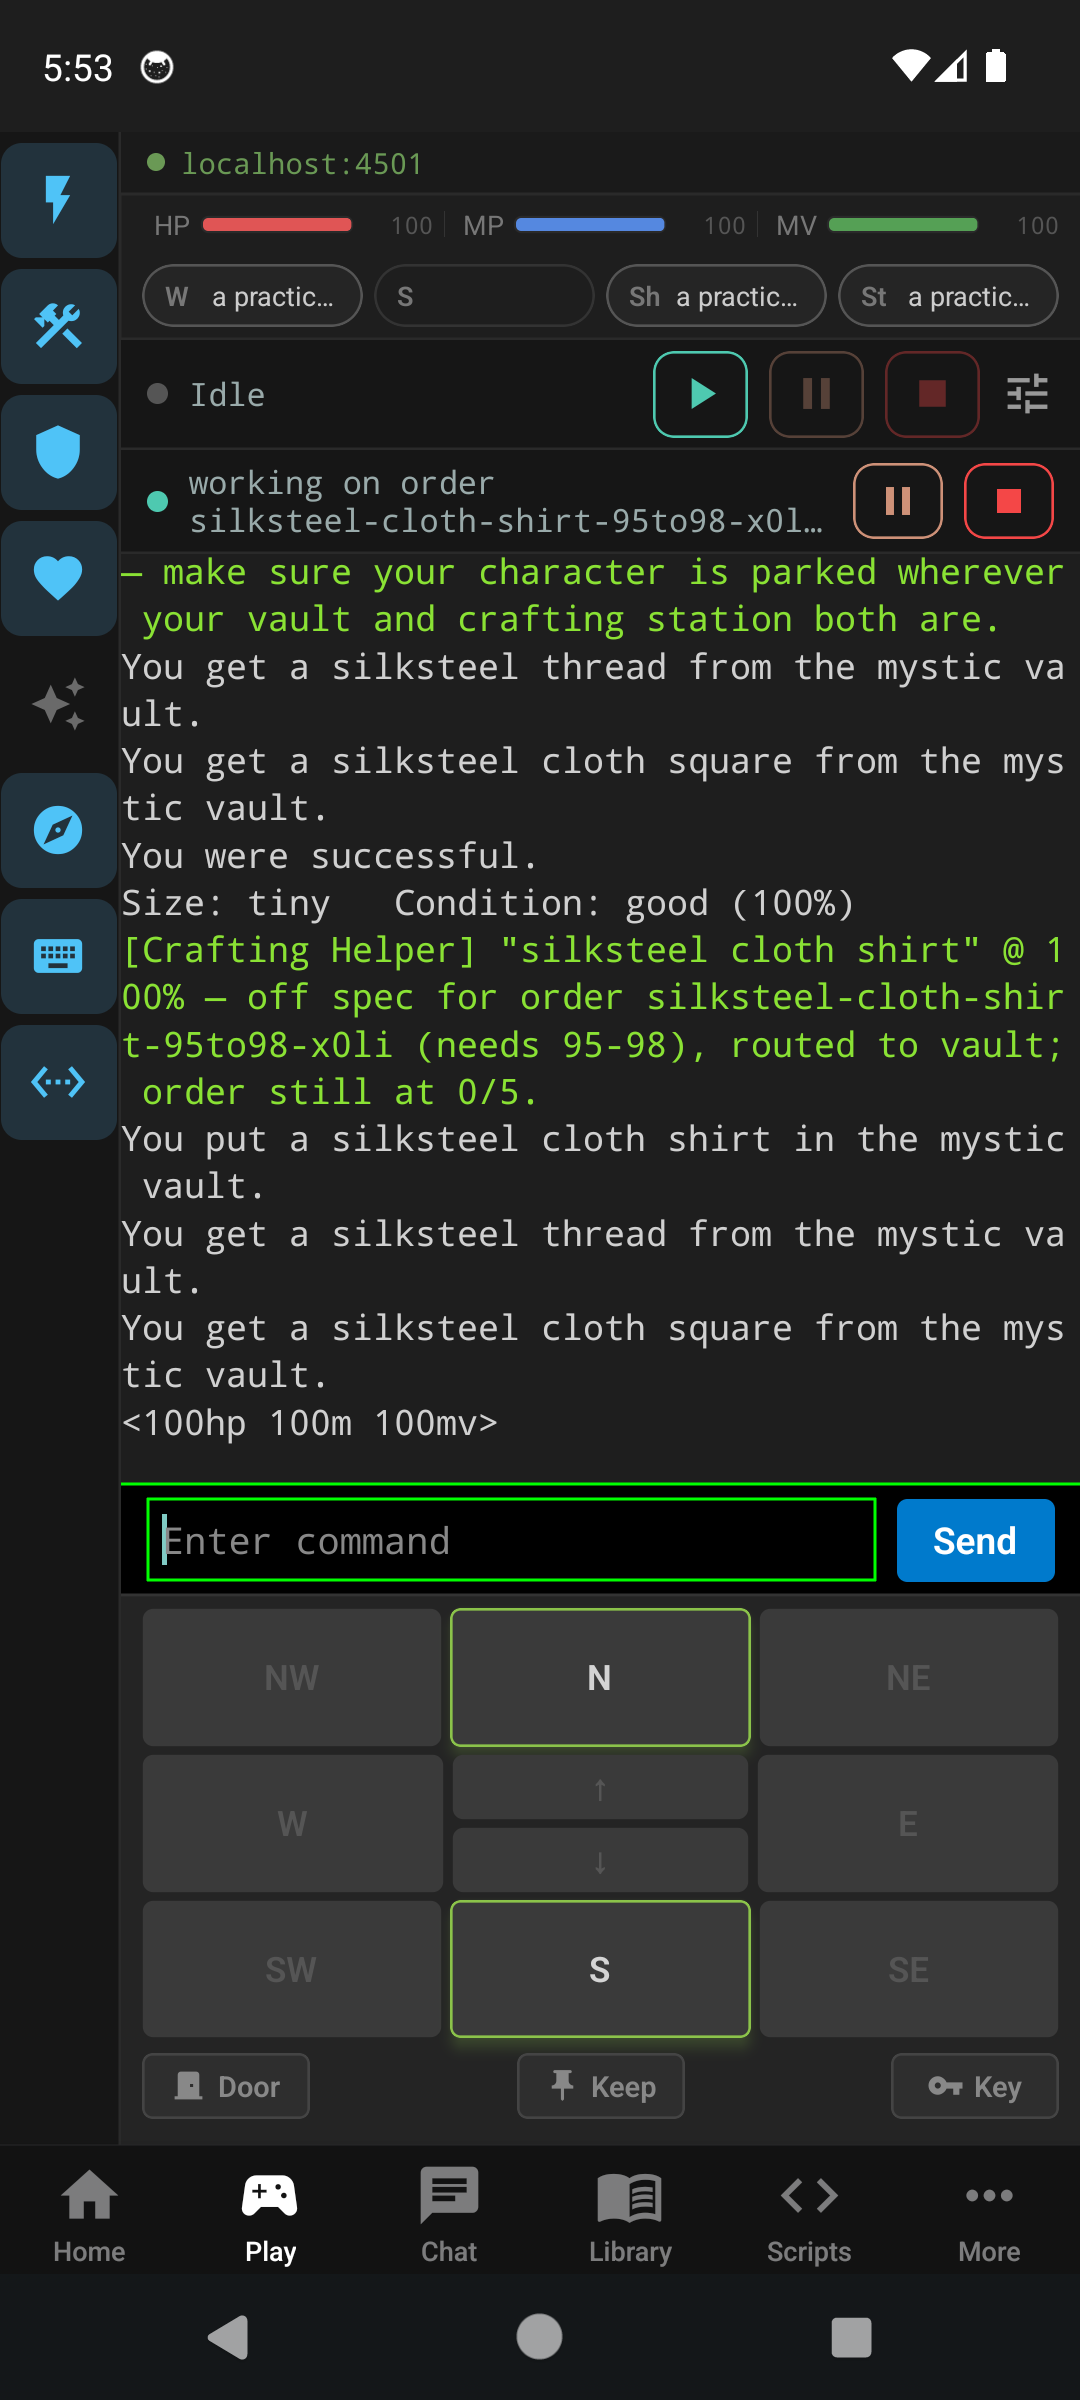 5:53
localhost:4501
HP 100 MP 100 MV 100
W a practic... S Sh a practic... St a practic...
Idle
working on order
silksteel-cloth-shirt-95to98-x0l…
— make sure your character is parked wherever
your vault and crafting station both are.
You get a silksteel thread from the mystic va
ult.
You get a silksteel cloth square from the mys
tic vault.
You were successful.
Size: tiny   Condition: good (100%)
[Crafting Helper] "silksteel cloth shirt" @ 1
00% — off spec for order silksteel-cloth-shir
t-95to98-x0li (needs 95-98), routed to vault;
order still at 0/5.
You put a silksteel cloth shirt in the mystic
vault.
You get a silksteel thread from the mystic va
ult.
You get a silksteel cloth square from the mys
tic vault.
<100hp 100m 100mv>
Enter command Send
NW N NE
↑
W E
↓
SW S SE
Door Keep Key
Home Play Chat Library Scripts More